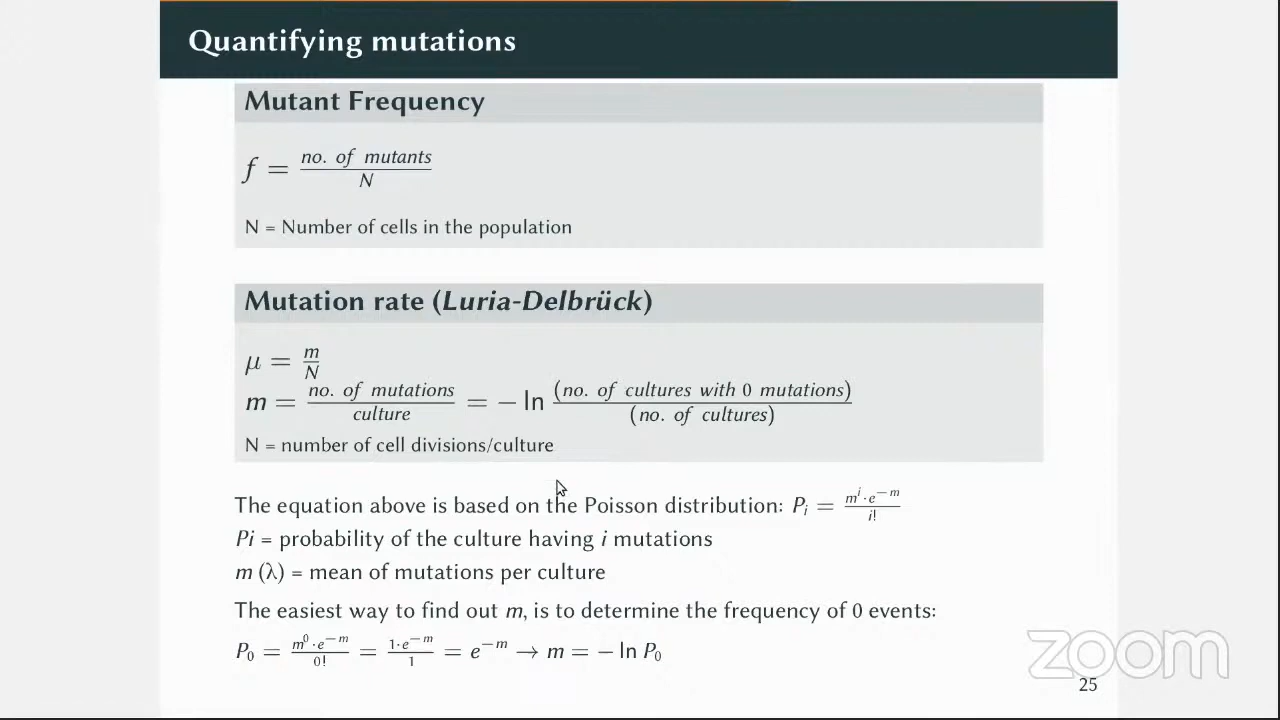 Quantifying mutations
Mutant Frequency
f = no. of mutants / N
N = Number of cells in the population
Mutation rate (Luria-Delbrück)
μ = m / N
m = no. of mutations / culture = − ln (no. of cultures with 0 mutations) / (no. of cultures)
N = number of cell divisions/culture
The equation above is based on the Poisson distribution: Pᵢ = mⁱ·e⁻ᵐ / i!
Pi = probability of the culture having i mutations
m (λ) = mean of mutations per culture
The easiest way to find out m, is to determine the frequency of 0 events:
P₀ = m⁰·e⁻ᵐ / 0! = 1·e⁻ᵐ / 1 = e⁻ᵐ → m = − ln P₀
zoom
25